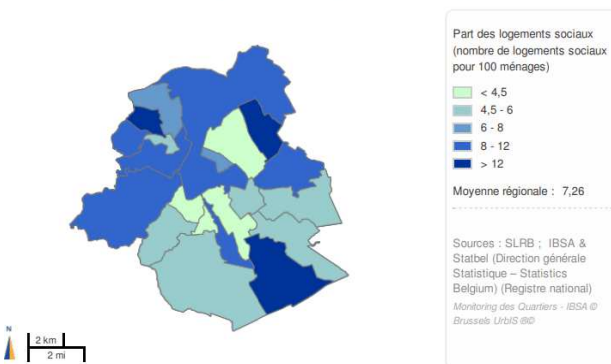 Part des logements sociaux
(nombre de logements sociaux
pour 100 ménages)
< 4,5
4,5 - 6
6 - 8
8 - 12
> 12
Moyenne régionale : 7,26
Sources : SLRB ; IBSA &
Statbel (Direction générale
Statistique – Statistics
Belgium) (Registre national)
Monitoring des Quartiers - IBSA ©
Brussels UrbIS ®©
N
2 km
2 mi